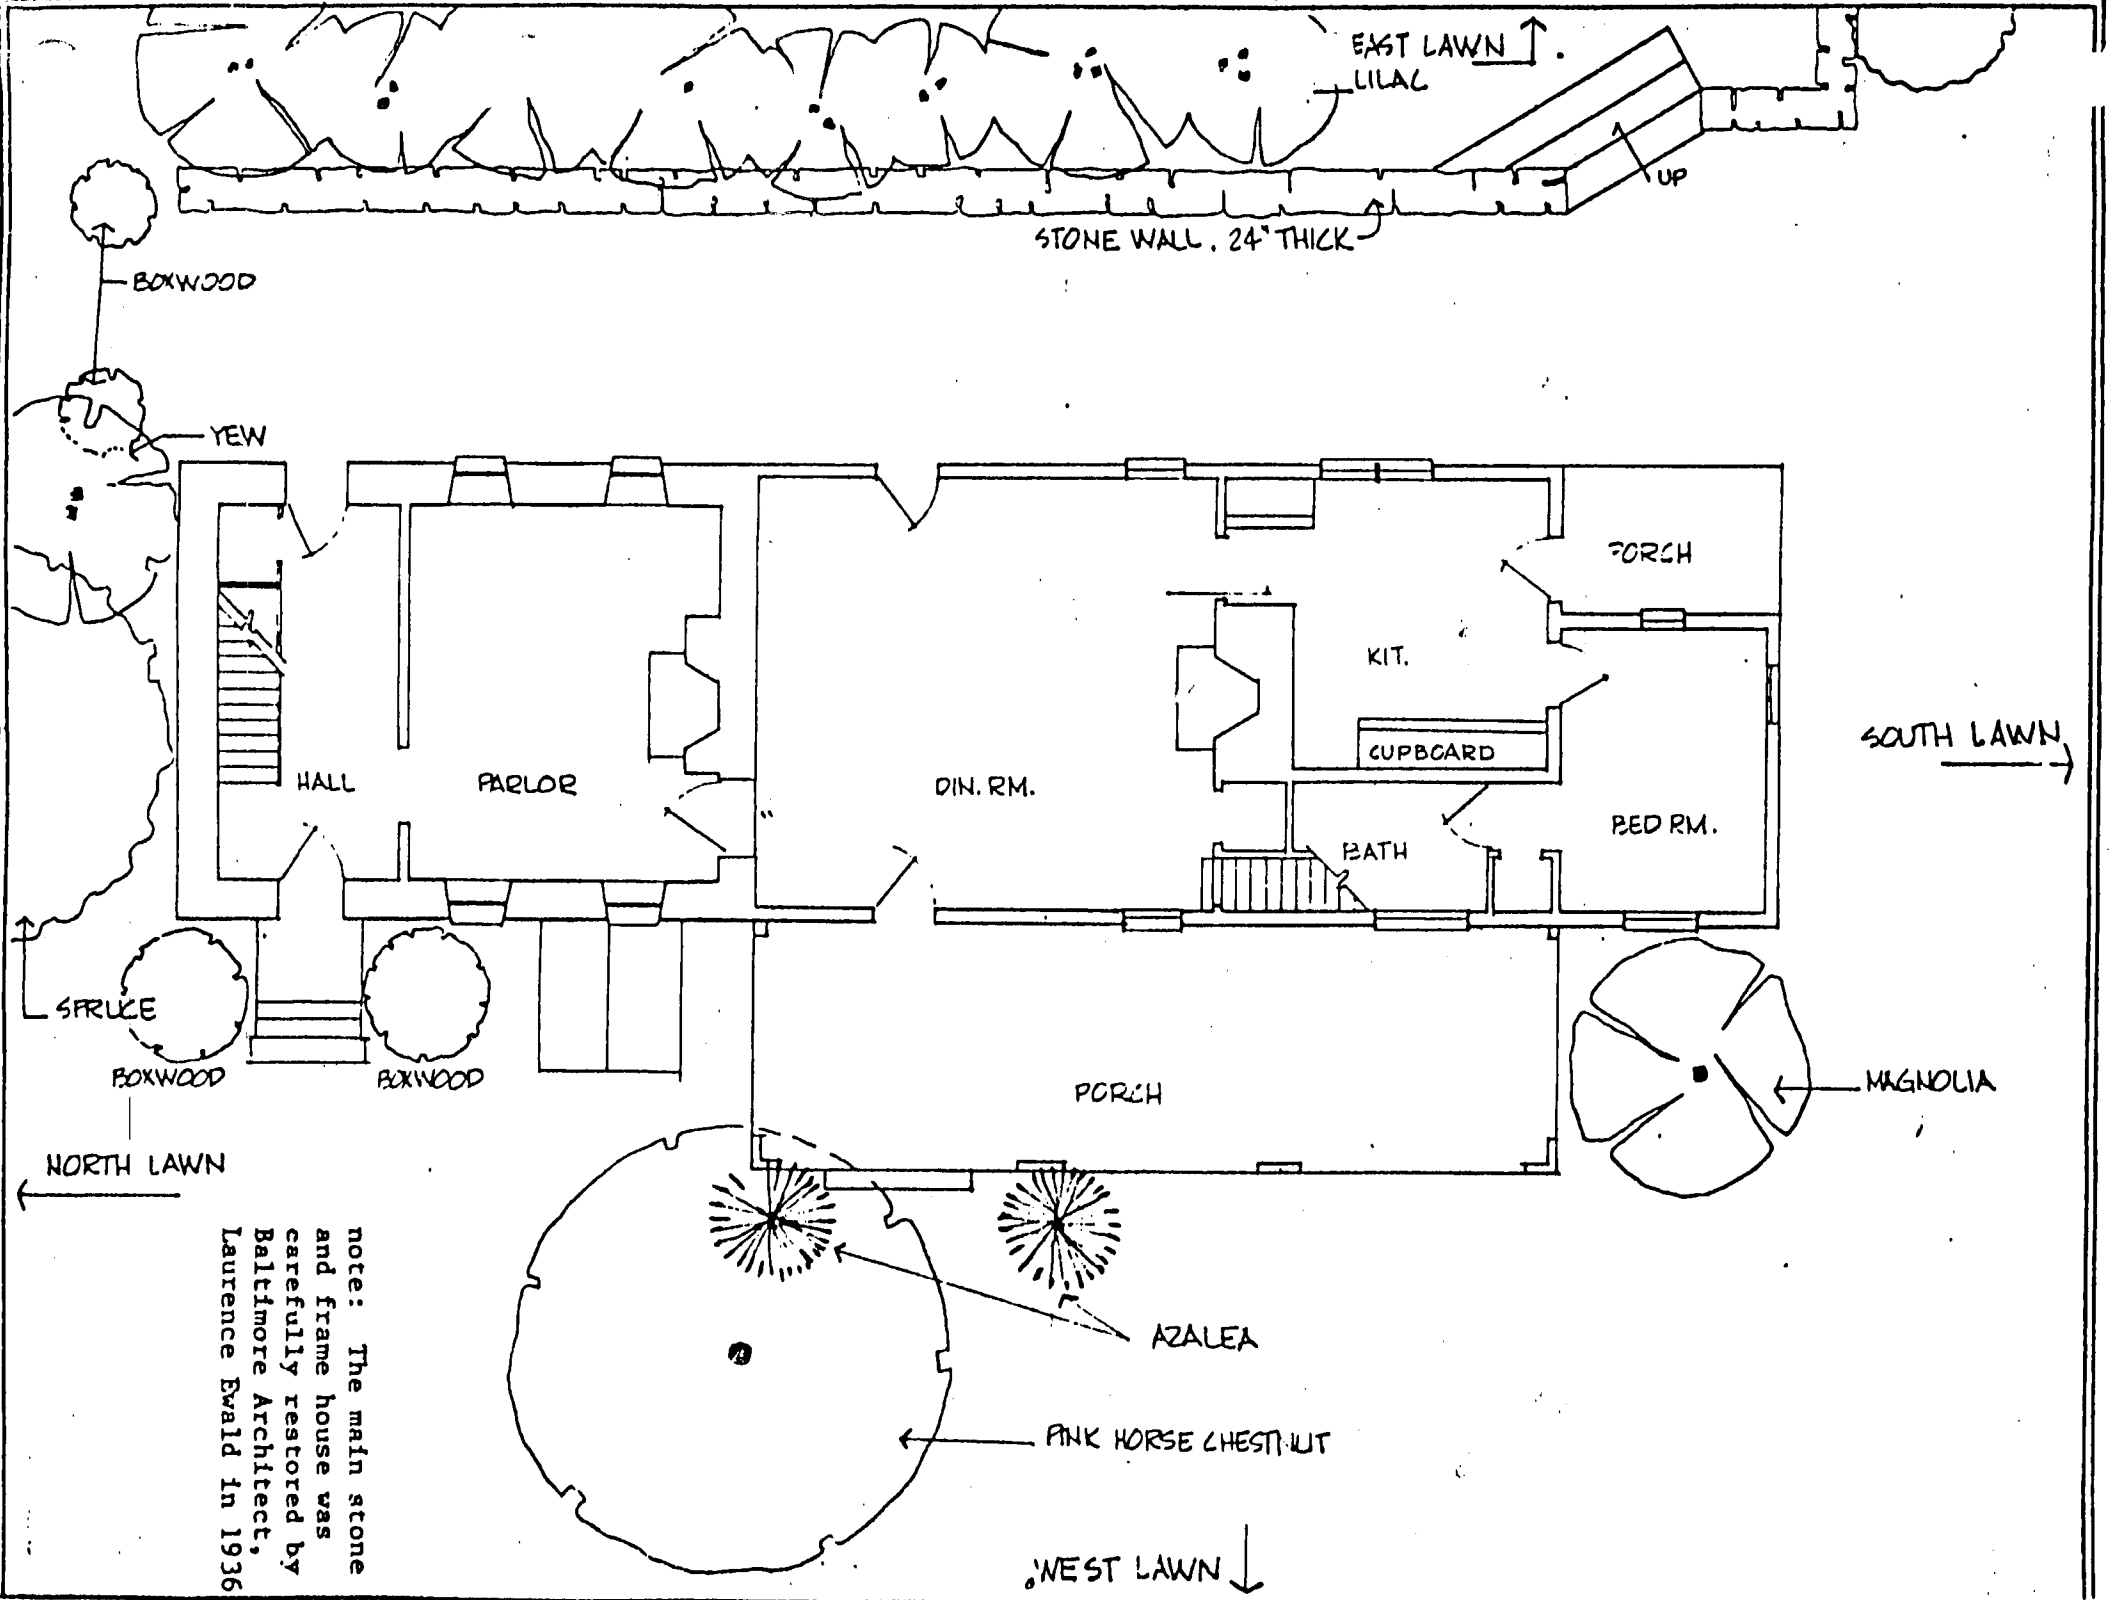 EAST LAWN
LILAC
UP
STONE WALL. 24" THICK
BOXWOOD
YEW
PORCH
KIT.
SOUTH LAWN
CUPBOARD
HALL
PARLOR
DIN. RM.
BED RM.
BATH
SPRUCE
BOXWOOD
BOXWOOD
MAGNOLIA
PORCH
NORTH LAWN
note: The main stone
and frame house was
carefully restored by
Baltimore Architect,
Laurence Ewald in 1936
AZALEA
PINK HORSE CHESTNUT
WEST LAWN